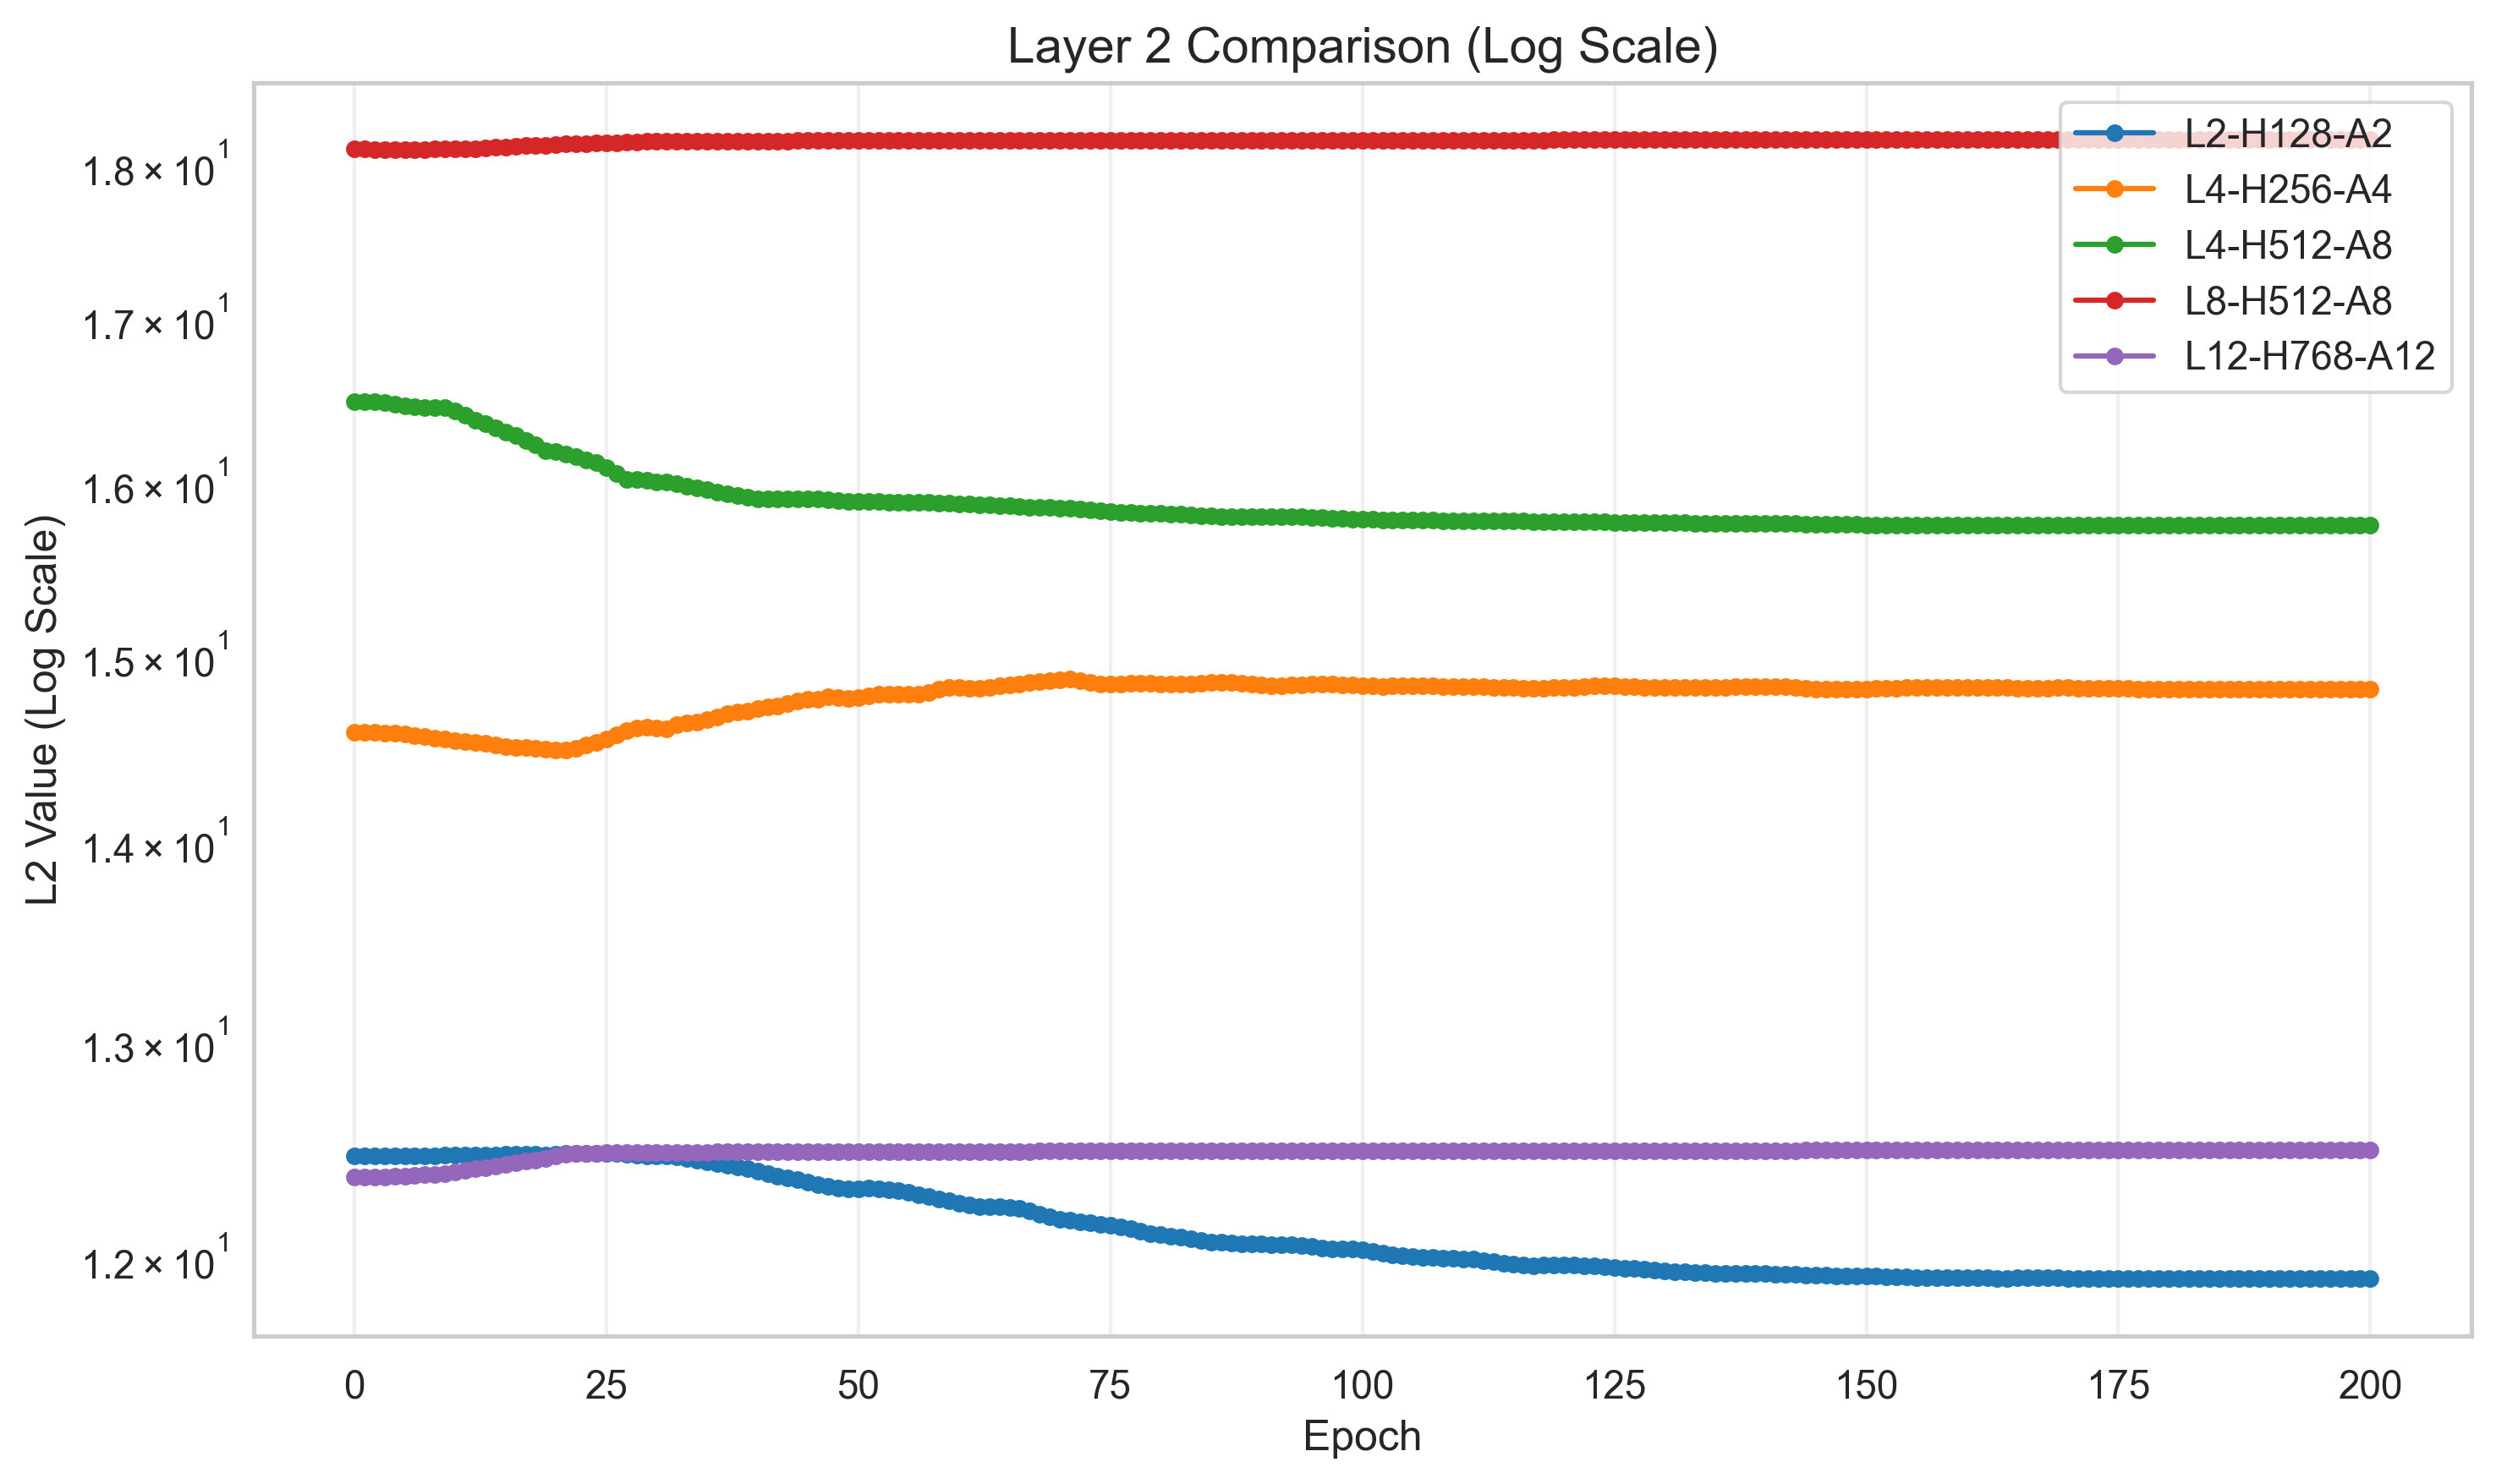 Layer 2 Comparison (Log Scale)
L2 Value (Log Scale)
1.8 × 10¹
1.7 × 10¹
1.6 × 10¹
1.5 × 10¹
1.4 × 10¹
1.3 × 10¹
1.2 × 10¹
L2-H128-A2
L4-H256-A4
L4-H512-A8
L8-H512-A8
L12-H768-A12
0 25 50 75 100 125 150 175 200
Epoch